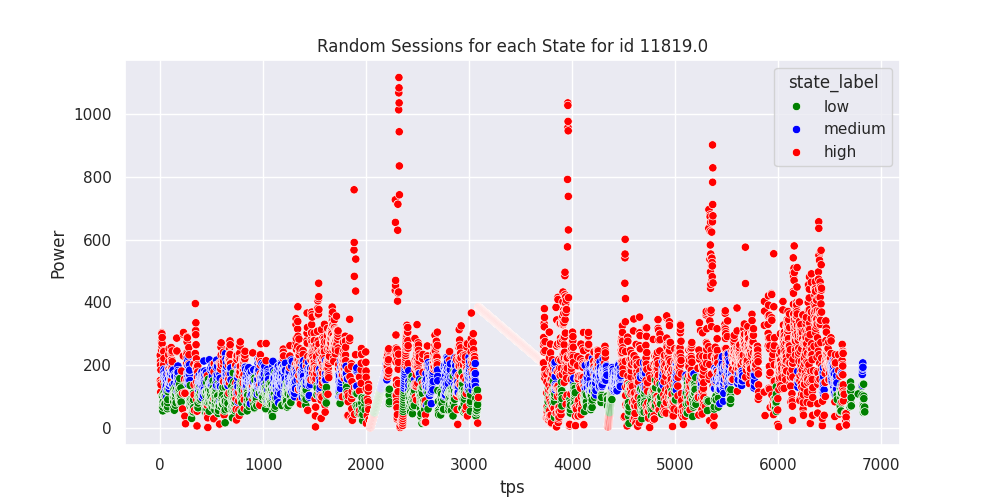 Random Sessions for each State for id 11819.0
state_label
low
medium
high
Power
1000
800
600
400
200
0
0 1000 2000 3000 4000 5000 6000 7000
tps